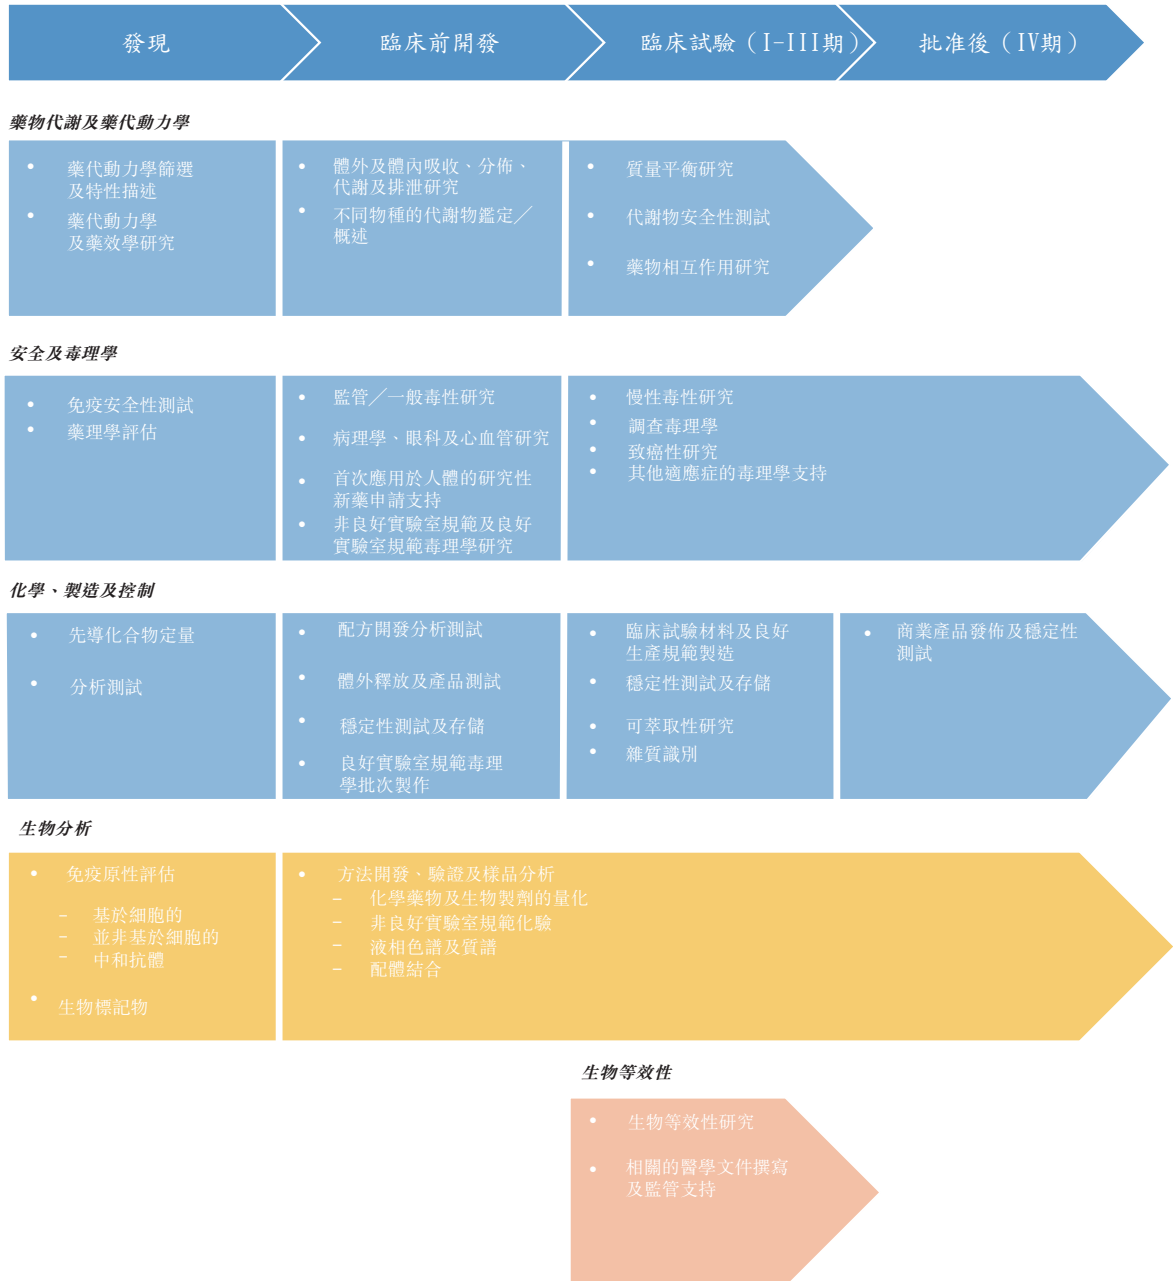 發現
臨床前開發
臨床試驗（I-III期）
批准後（IV期）
藥物代謝及藥代動力學
• 藥代動力學篩選
及特性描述
• 藥代動力學
及藥效學研究
• 體外及體內吸收、分佈、
代謝及排泄研究
• 不同物種的代謝物鑑定／
概述
• 質量平衡研究
• 代謝物安全性測試
• 藥物相互作用研究
安全及毒理學
• 免疫安全性測試
• 藥理學評估
• 監管／一般毒性研究
• 病理學、眼科及心血管研究
• 首次應用於人體的研究性
新藥申請支持
• 非良好實驗室規範及良好
實驗室規範毒理學研究
• 慢性毒性研究
• 調查毒理學
• 致癌性研究
• 其他適應症的毒理學支持
化學、製造及控制
• 先導化合物定量
• 分析測試
• 配方開發分析測試
• 體外釋放及產品測試
• 穩定性測試及存儲
• 良好實驗室規範毒理
學批次製作
• 臨床試驗材料及良好
生產規範製造
• 穩定性測試及存儲
• 可萃取性研究
• 雜質識別
• 商業產品發佈及穩定性
測試
生物分析
• 免疫原性評估
– 基於細胞的
– 並非基於細胞的
– 中和抗體
• 生物標記物
• 方法開發、驗證及樣品分析
– 化學藥物及生物製劑的量化
– 非良好實驗室規範化驗
– 液相色譜及質譜
– 配體結合
生物等效性
• 生物等效性研究
• 相關的醫學文件撰寫
及監管支持